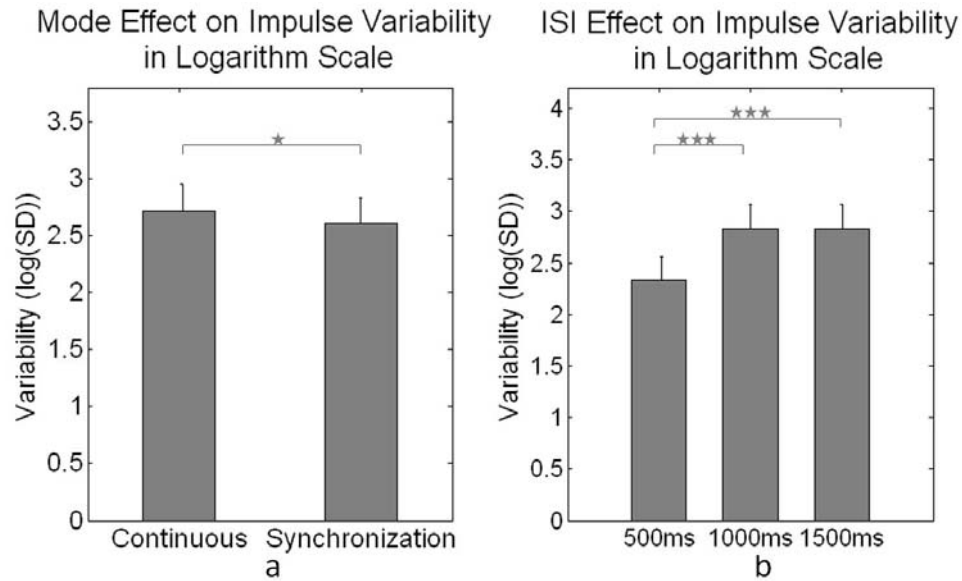 Mode Effect on Impulse Variability
in Logarithm Scale
Variability (log(SD))
3.5
3
2.5
2
1.5
1
0.5
0
Continuous Synchronization
a
ISI Effect on Impulse Variability
in Logarithm Scale
Variability (log(SD))
4
3.5
3
2.5
2
1.5
1
0.5
0
500ms 1000ms 1500ms
b